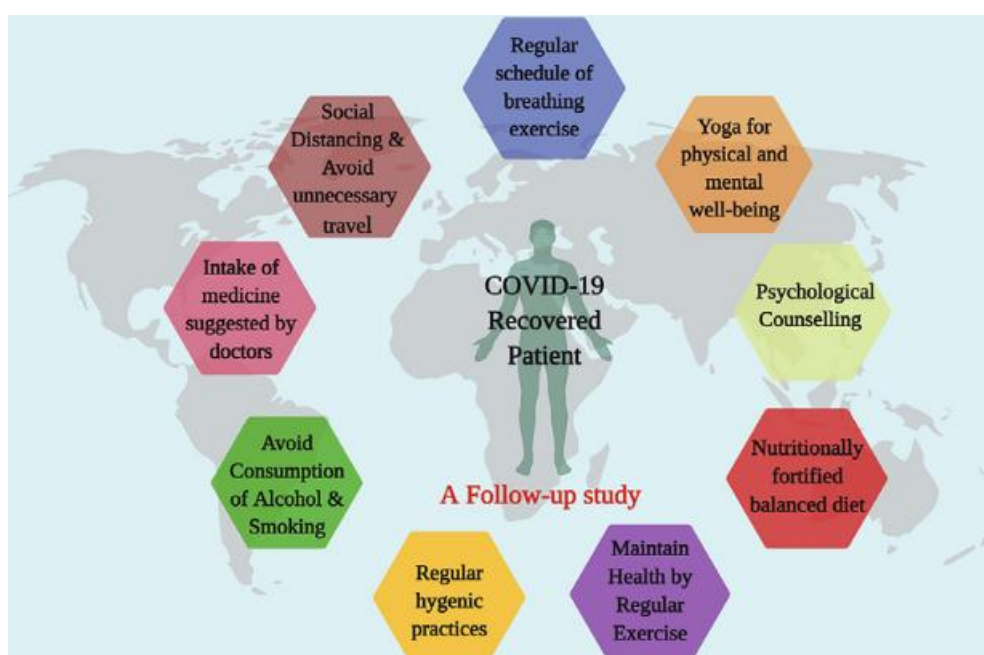 Regular
schedule of
breathing
exercise
Social
Distancing &
Avoid
unnecessary
travel
Yoga for
physical and
mental
well-being
Intake of
medicine
suggested by
doctors
COVID-19
Recovered
Patient
Psychological
Counselling
Avoid
Consumption
of Alcohol &
Smoking
Nutritionally
fortified
balanced diet
A Follow-up study
Regular
hygenic
practices
Maintain
Health by
Regular
Exercise